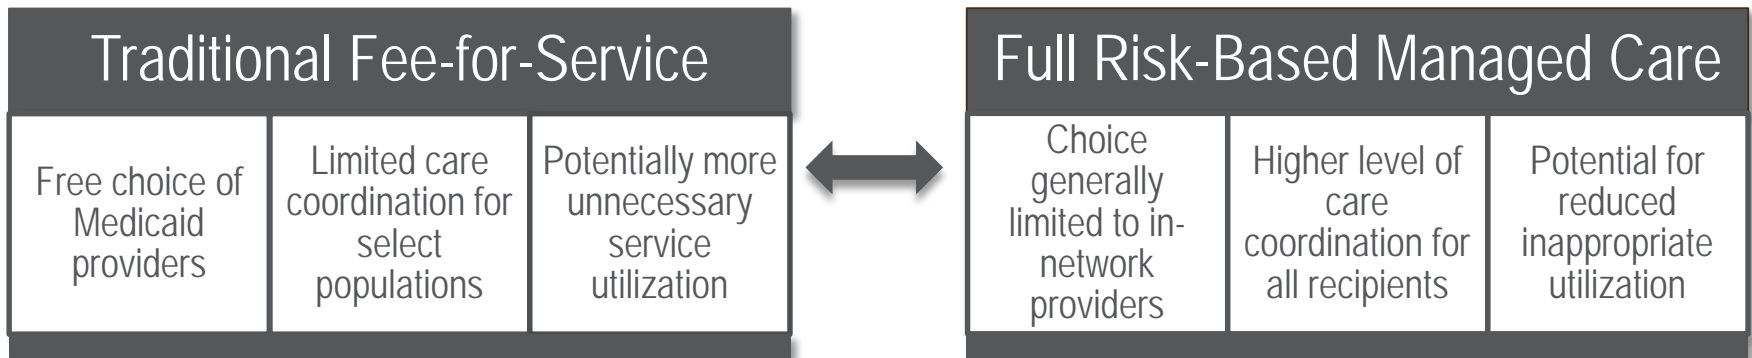 Traditional Fee-for-Service
Free choice of
Medicaid
providers
Limited care
coordination for
select
populations
Potentially more
unnecessary
service
utilization
Full Risk-Based Managed Care
Choice
generally
limited to in-
network
providers
Higher level of
care
coordination for
all recipients
Potential for
reduced
inappropriate
utilization